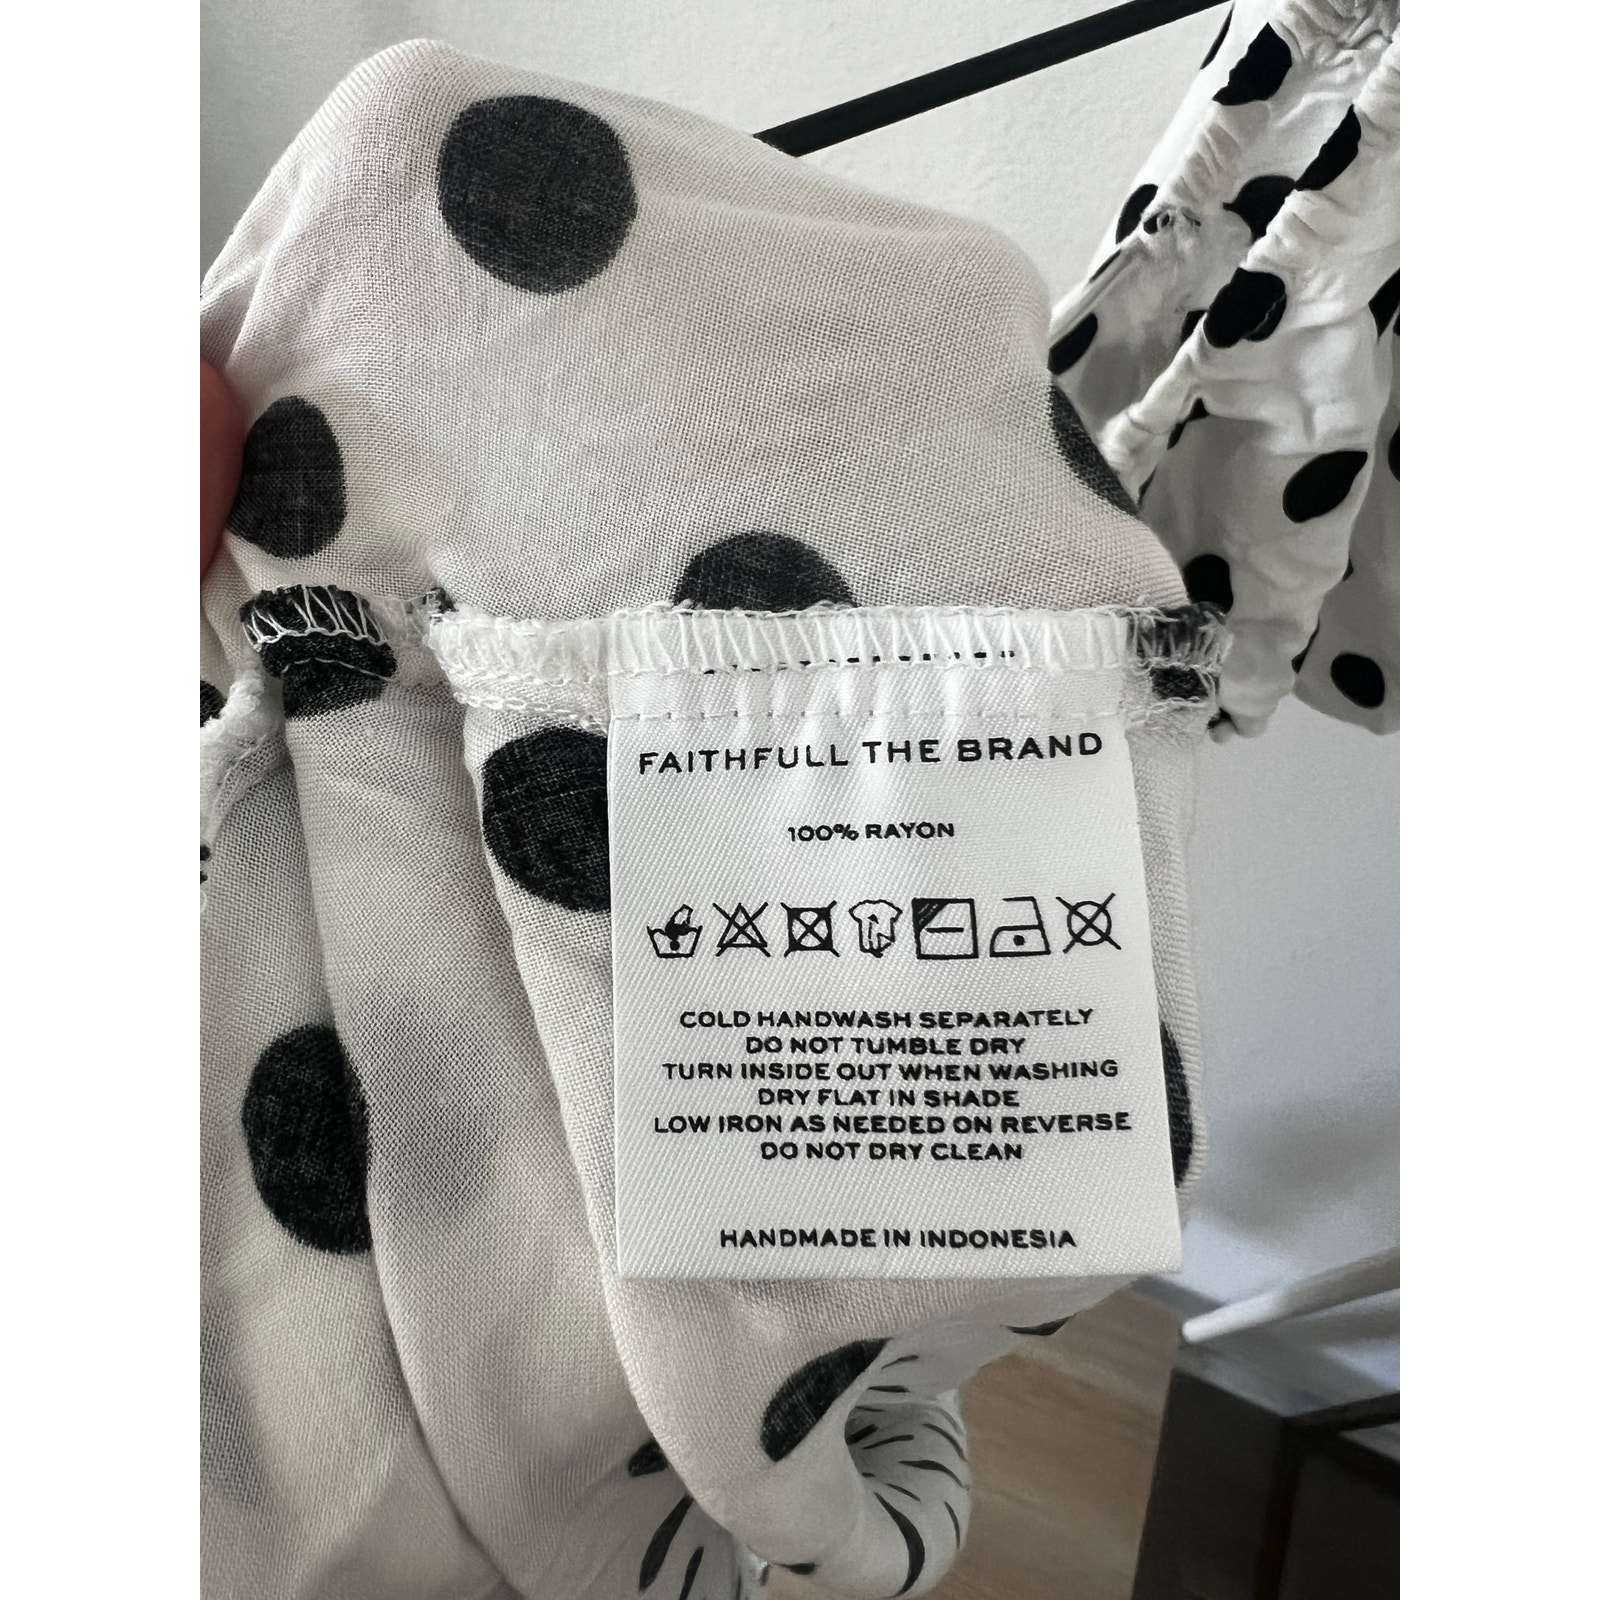 FAITHFULL THE BRAND
100% RAYON
COLD HANDWASH SEPARATELY
DO NOT TUMBLE DRY
TURN INSIDE OUT WHEN WASHING
DRY FLAT IN SHADE
LOW IRON AS NEEDED ON REVERSE
DO NOT DRY CLEAN
HANDMADE IN INDONESIA